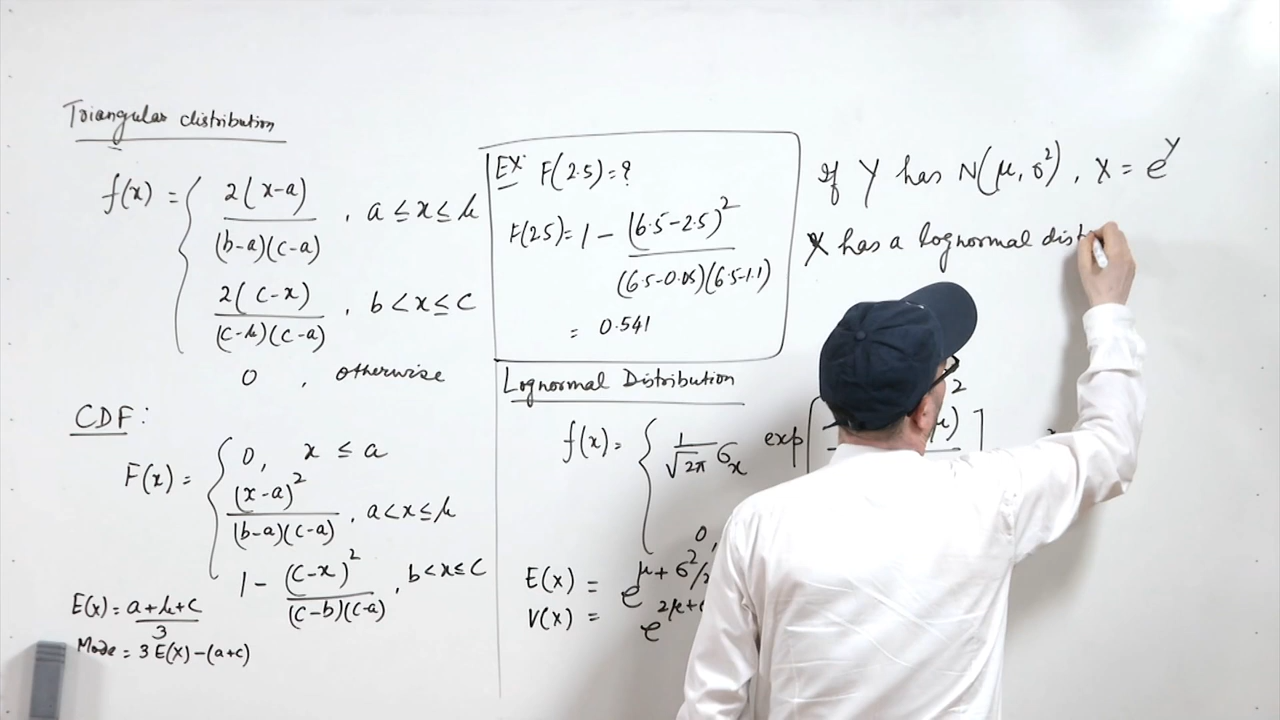 Triangular distribution
f(x) = { 2(x-a) / (b-a)(c-a) , a ≤ x ≤ b
2(c-x) / (c-b)(c-a) , b < x ≤ c
0 , otherwise
CDF:
F(x) = { 0, x ≤ a
(x-a)² / (b-a)(c-a) , a < x ≤ b
1 - (c-x)² / (c-b)(c-a) , b < x ≤ c
E(x) = a+b+c / 3
Mode = 3E(x)-(a+c)
EX: F(2.5) = ?
F(2.5) = 1 - (6.5-2.5)² / (6.5-0.05)(6.5-1.1)
= 0.541
Lognormal Distribution
f(x) = { 1 / √2π σx exp[
0,
E(x) = e^μ+σ²/2
V(x) = e^2μ+
If Y has N(μ, σ²), X = e^Y
X has a lognormal dist